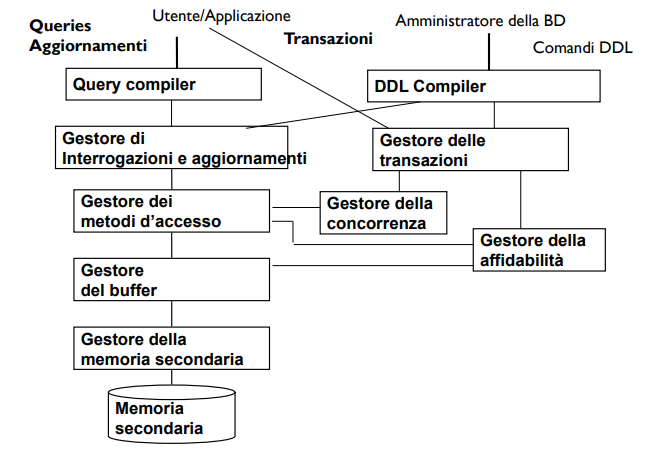 Queries
Aggiornamenti
Utente/Applicazione
Transazioni
Amministratore della BD
Comandi DDL
Query compiler
DDL Compiler
Gestore di
Interrogazioni e aggiornamenti
Gestore delle
transazioni
Gestore dei
metodi d'accesso
Gestore della
concorrenza
Gestore della
affidabilità
Gestore
del buffer
Gestore della
memoria secondaria
Memoria
secondaria